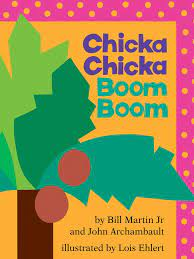 Chicka
Chicka
Boom
Boom
by Bill Martin Jr
and John Archambault
illustrated by Lois Ehlert